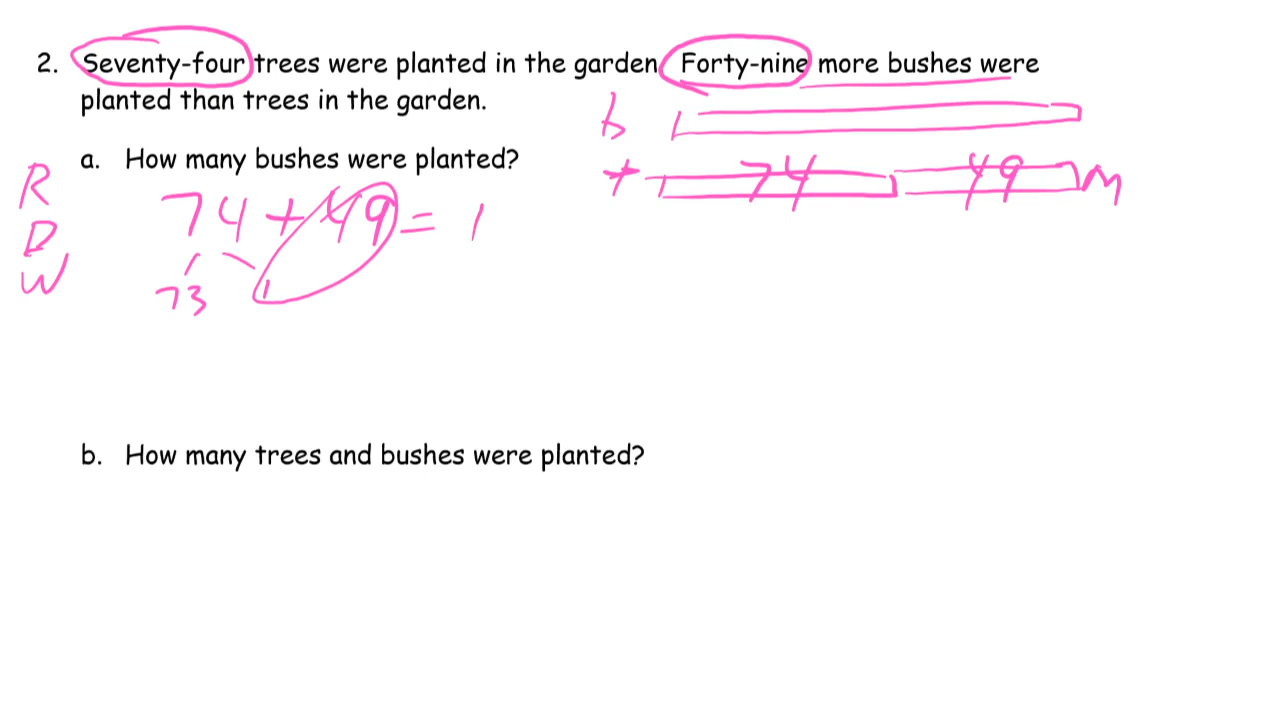 2. Seventy-four trees were planted in the garden. Forty-nine more bushes were
planted than trees in the garden.
b
a. How many bushes were planted?
t 74 49 m
R
D
W
74 + 49 = 1
73 1
b. How many trees and bushes were planted?